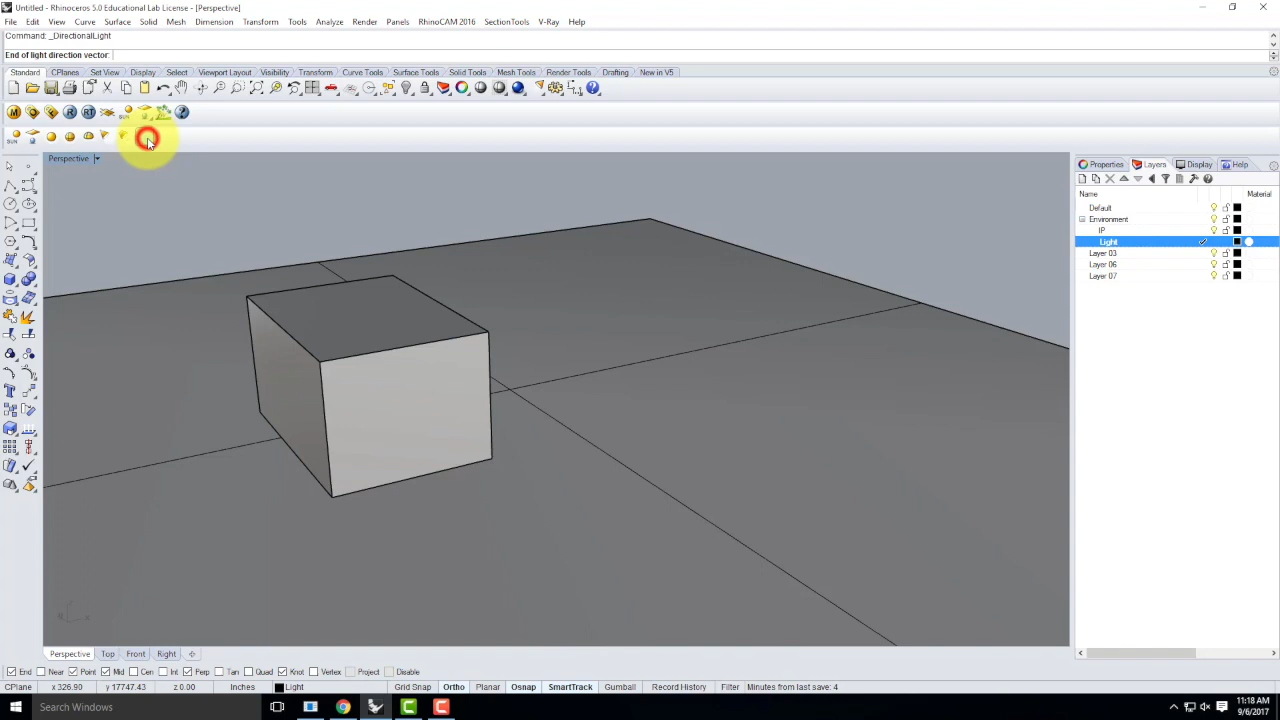 Untitled - Rhinoceros 5.0 Educational Lab License - [Perspective]
File Edit View Curve Surface Solid Mesh Dimension Transform Tools Analyze Render Panels RhinoCAM 2016 SectionTools V-Ray Help
Command: _DirectionalLight
End of light direction vector:
Standard CPlanes Set View Display Select Viewport Layout Visibility Transform Curve Tools Surface Tools Solid Tools Mesh Tools Render Tools Drafting New in V5
M R RT SUN
SUN
Perspective
Properties Layers Display Help
Name Material
Default
Environment
IP
Light
Layer 03
Layer 06
Layer 07
Perspective Top Front Right
End Near Point Mid Cen Int Perp Tan Quad Knot Vertex Project Disable
CPlane x 326.90 y 17747.43 z 0.00 Inches Light Grid Snap Ortho Planar Osnap SmartTrack Gumball Record History Filter Minutes from last save: 4
Search Windows
11:18 AM
9/6/2017